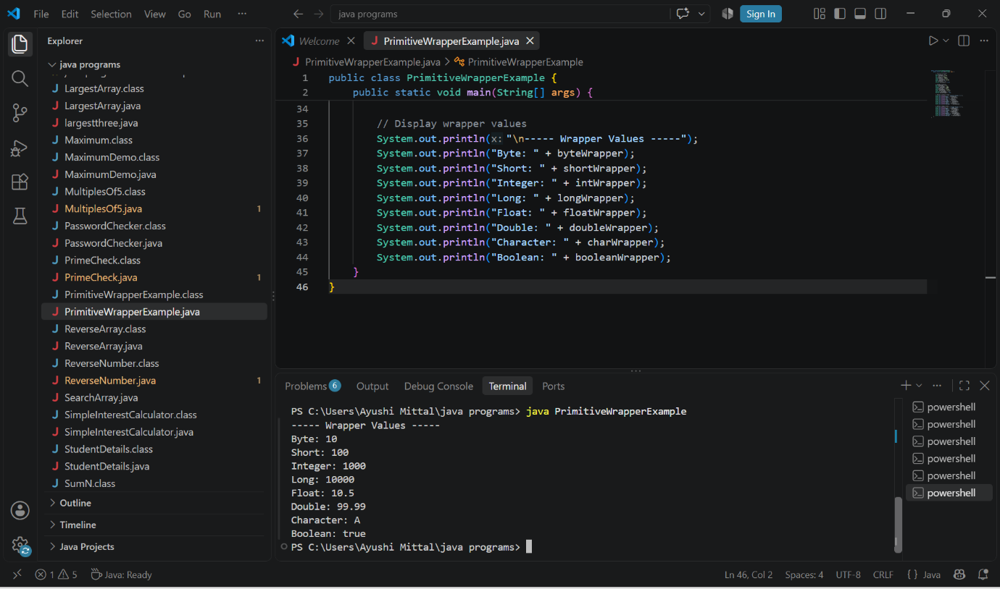 File Edit Selection View Go Run ··· java programs Sign In
Explorer ···
java programs
LargestArray.class
LargestArray.java
largestthree.java
Maximum.class
MaximumDemo.class
MaximumDemo.java
MultiplesOf5.class
MultiplesOf5.java 1
PasswordChecker.class
PasswordChecker.java
PrimeCheck.class
PrimeCheck.java 1
PrimitiveWrapperExample.class
PrimitiveWrapperExample.java
ReverseArray.class
ReverseArray.java
ReverseNumber.class
ReverseNumber.java 1
SearchArray.java
SimpleInterestCalculator.class
SimpleInterestCalculator.java
StudentDetails.class
StudentDetails.java
SumN.class
Outline
Timeline
Java Projects
Welcome PrimitiveWrapperExample.java
PrimitiveWrapperExample.java > PrimitiveWrapperExample
1 public class PrimitiveWrapperExample {
2 public static void main(String[] args) {
34
35 // Display wrapper values
36 System.out.println(x: "\n----- Wrapper Values -----");
37 System.out.println("Byte: " + byteWrapper);
38 System.out.println("Short: " + shortWrapper);
39 System.out.println("Integer: " + intWrapper);
40 System.out.println("Long: " + longWrapper);
41 System.out.println("Float: " + floatWrapper);
42 System.out.println("Double: " + doubleWrapper);
43 System.out.println("Character: " + charWrapper);
44 System.out.println("Boolean: " + booleanWrapper);
45 }
46 }
Problems 6 Output Debug Console Terminal Ports
PS C:\Users\Ayushi Mittal\java programs> java PrimitiveWrapperExample
----- Wrapper Values -----
Byte: 10
Short: 100
Integer: 1000
Long: 10000
Float: 10.5
Double: 99.99
Character: A
Boolean: true
PS C:\Users\Ayushi Mittal\java programs>
powershell
powershell
powershell
powershell
powershell
powershell
1 5 Java: Ready Ln 46, Col 2 Spaces: 4 UTF-8 CRLF { } Java